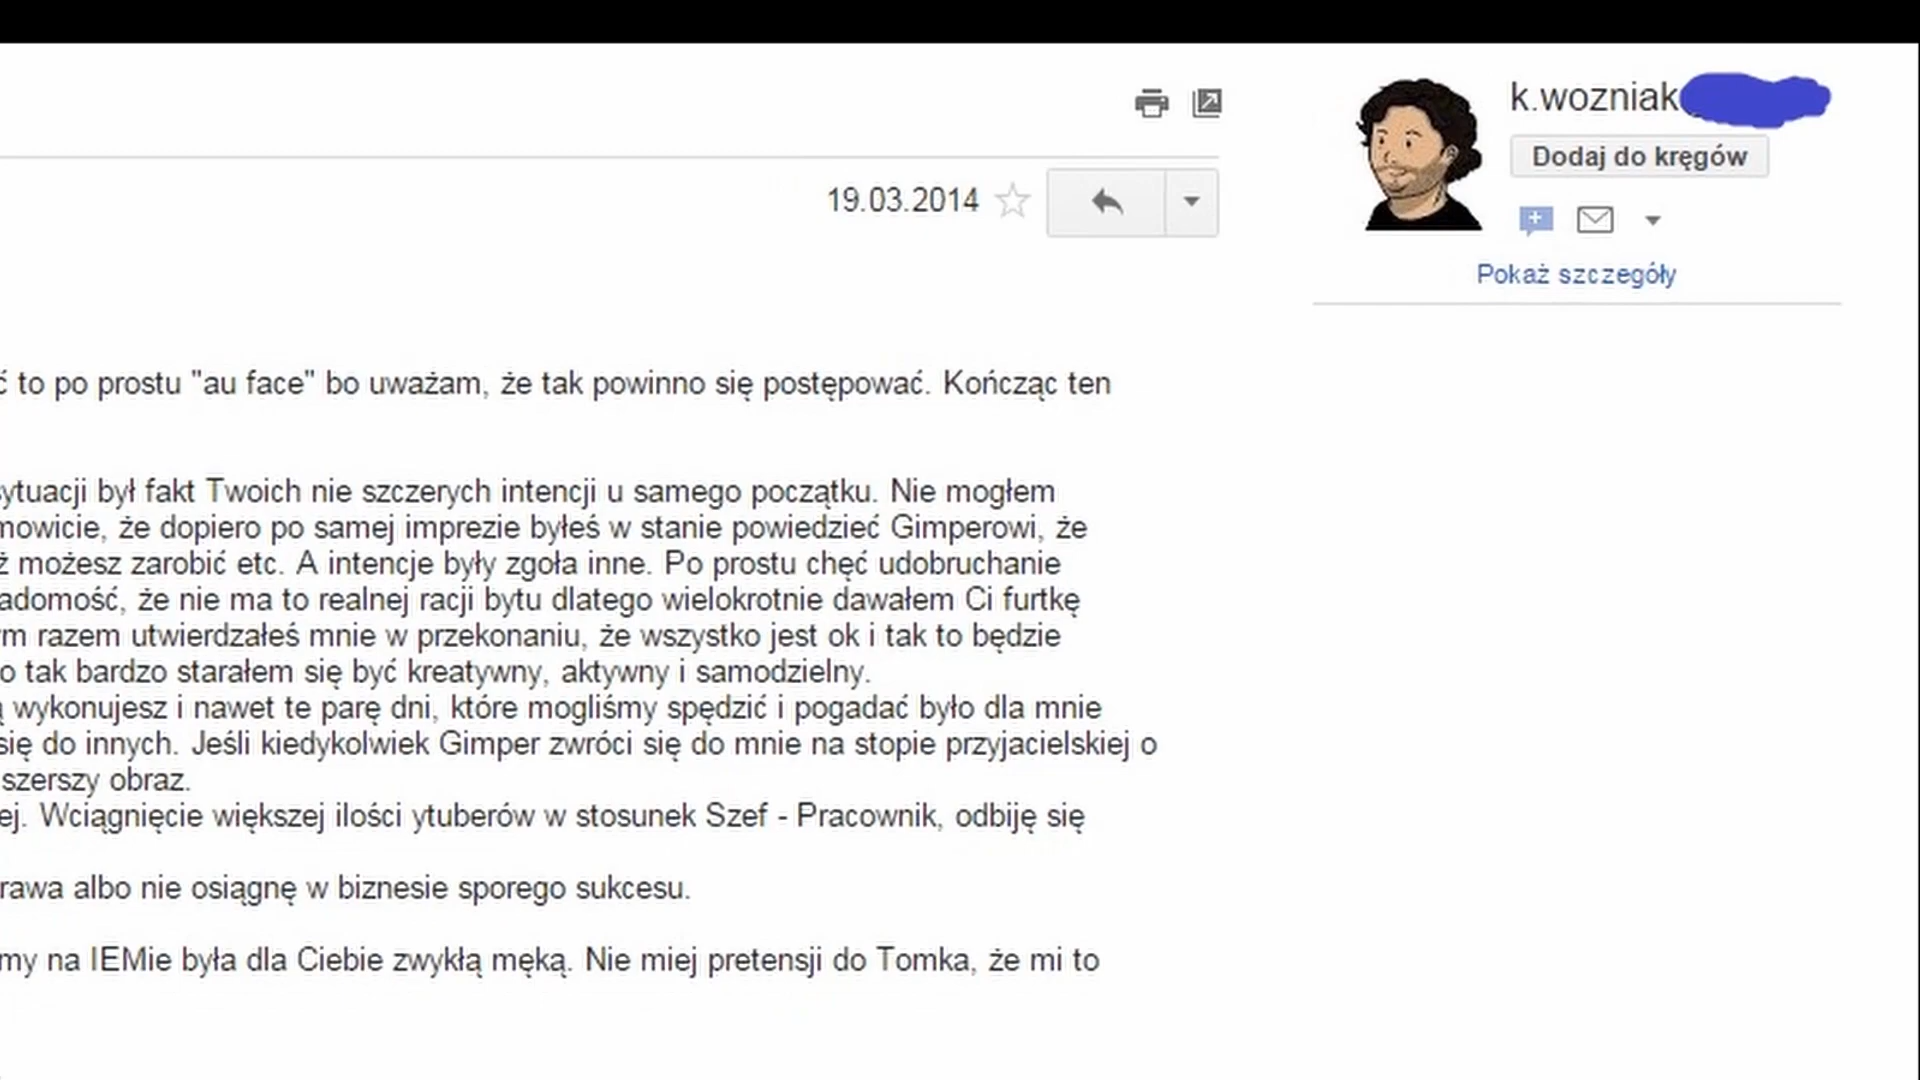 k.wozniak
Dodaj do kręgów
19.03.2014
Pokaż szczegóły
ć to po prostu "au face" bo uważam, że tak powinno się postępować. Kończąc ten
sytuacji był fakt Twoich nie szczerych intencji u samego początku. Nie mogłem
mowicie, że dopiero po samej imprezie byłeś w stanie powiedzieć Gimperowi, że
ż możesz zarobić etc. A intencje były zgoła inne. Po prostu chęć udobruchanie
adomość, że nie ma to realnej racji bytu dlatego wielokrotnie dawałem Ci furtkę
ym razem utwierdzałeś mnie w przekonaniu, że wszystko jest ok i tak to będzie
o tak bardzo starałem się być kreatywny, aktywny i samodzielny.
ą wykonujesz i nawet te parę dni, które mogliśmy spędzić i pogadać było dla mnie
się do innych. Jeśli kiedykolwiek Gimper zwróci się do mnie na stopie przyjacielskiej o
szerszy obraz.
ej. Wciągnięcie większej ilości ytuberów w stosunek Szef - Pracownik, odbiję się
rawa albo nie osiągnę w biznesie sporego sukcesu.
my na IEMie była dla Ciebie zwykłą męką. Nie miej pretensji do Tomka, że mi to